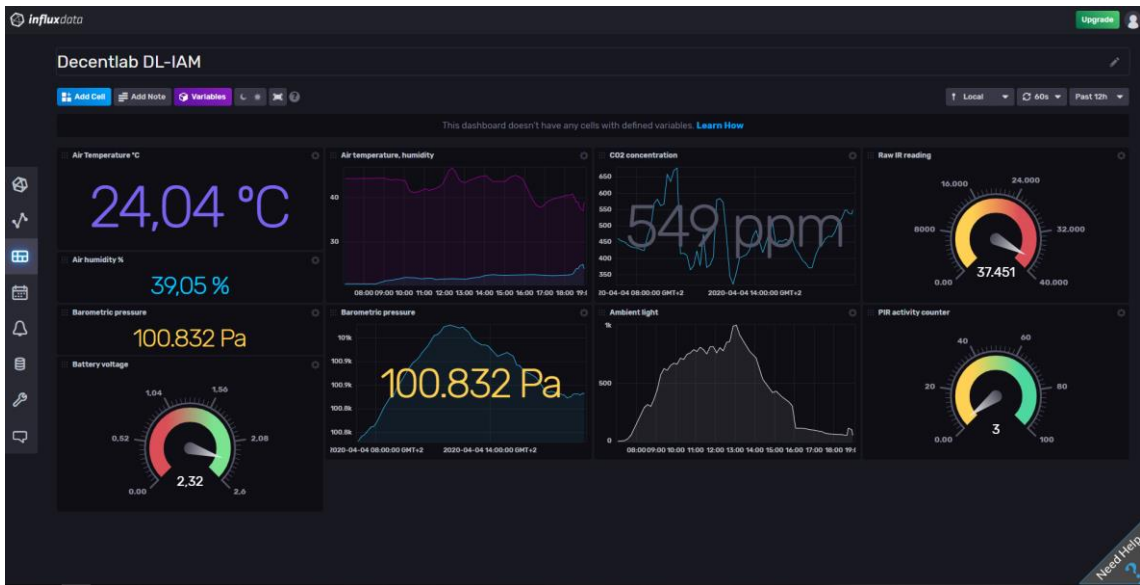 influxdata
Upgrade
Decentlab DL-IAM
Add Cell Add Note Variables
Local 60s Past 12h
This dashboard doesn't have any cells with defined variables. Learn How
Air Temperature °C
24,04 °C
Air humidity %
39,05 %
Barometric pressure
100.832 Pa
Battery voltage
1,04 1,56
0.52 2,08
0.00 2.6
2,32
Air temperature, humidity
40
30
08:00 09:00 10:00 11:00 12:00 13:00 14:00 15:00 16:00 17:00 18:00
CO2 concentration
650
600
550
500
450
400
350
549 ppm
2020-04-04 14:00:00 GMT+2
Raw IR reading
16.000 24.000
8000 32.000
0.00 40.000
37.451
Barometric pressure
101k
100.9k
100.9k
100.8k
100.8k
100.832 Pa
2020-04-04 08:00:00 GMT+2 2020-04-04 14:00:00 GMT+2
Ambient light
1k
500
0
08:00 09:00 10:00 11:00 12:00 13:00 14:00 15:00 16:00 17:00 18:00
PIR activity counter
40 60
20 80
0.00 100
3
Need Help